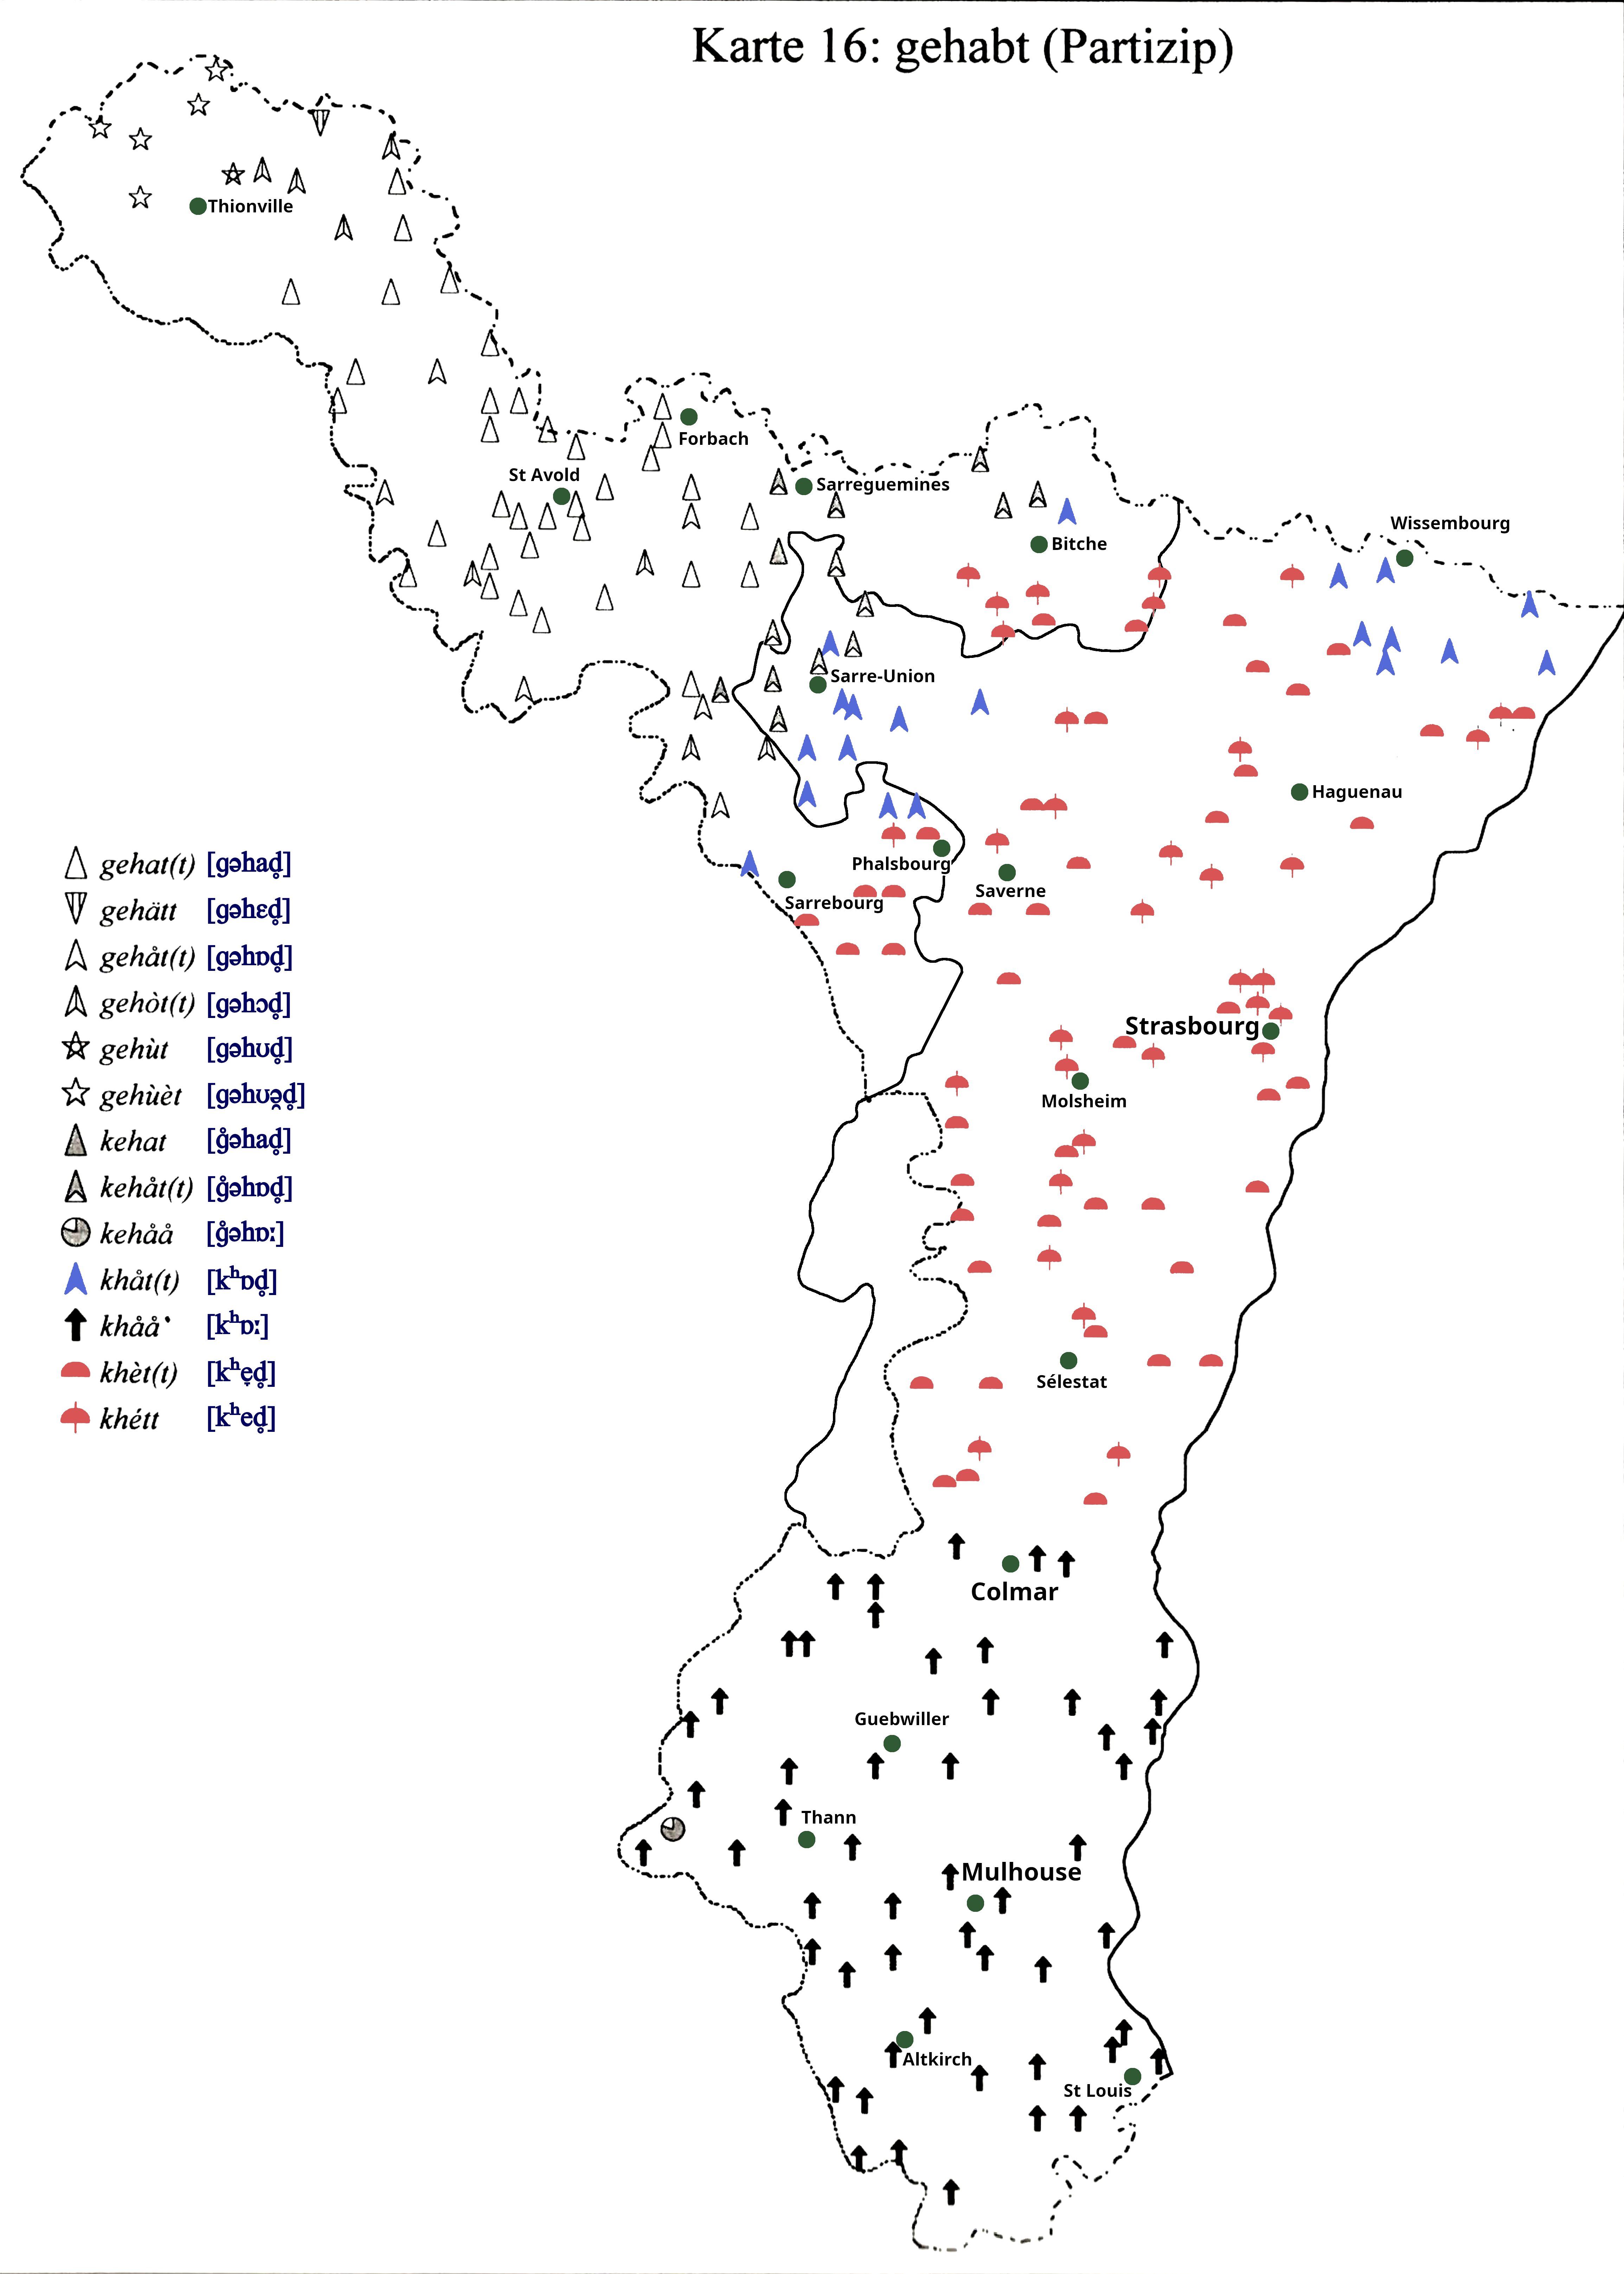 Karte 16: gehabt (Partizip)
Thionville
Forbach
St Avold
Sarreguemines
Wissembourg
Bitche
Sarre-Union
Haguenau
Phalsbourg
Saverne
Sarrebourg
gehat(t) [gəhad̥]
gehätt [gəhɛd̥]
gehåt(t) [gəhɒd̥]
gehòt(t) [gəhɔd̥]
gehùt [gəhʊd̥]
gehùèt [gəhʊə̯d̥]
kehat [g̊əhad̥]
kehåt(t) [g̊əhɒd̥]
kehåå [g̊əhɒː]
khåt(t) [kʰɒd̥]
khåå‵ [kʰɒː]
khèt(t) [kʰẹd̥]
khétt [kʰed̥]
Strasbourg
Molsheim
Sélestat
Colmar
Guebwiller
Thann
Mulhouse
Altkirch
St Louis